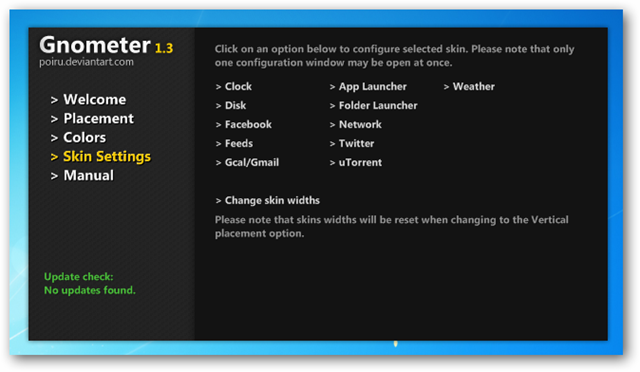 Gnometer 1.3
poiru.deviantart.com
> Welcome
> Placement
> Colors
> Skin Settings
> Manual
Update check:
No updates found.
Click on an option below to configure selected skin. Please note that only
one configuration window may be open at once.
> Clock > App Launcher > Weather
> Disk > Folder Launcher
> Facebook > Network
> Feeds > Twitter
> Gcal/Gmail > uTorrent
> Change skin widths
Please note that skins widths will be reset when changing to the Vertical
placement option.